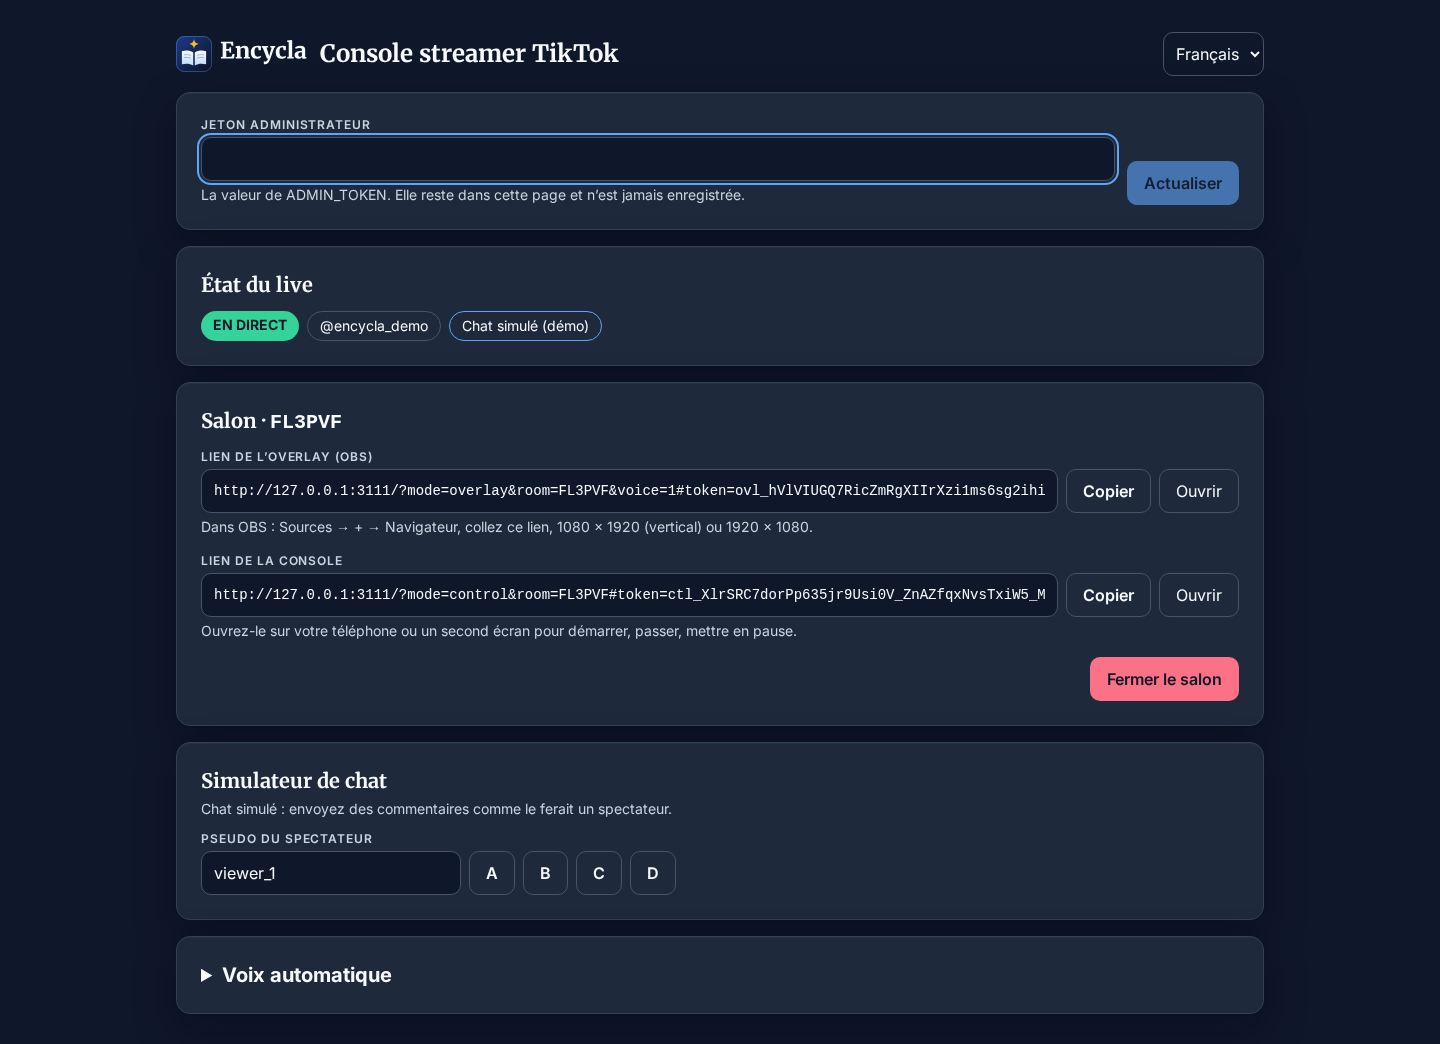 Encycla Console streamer TikTok
Français
JETON ADMINISTRATEUR
Actualiser
La valeur de ADMIN_TOKEN. Elle reste dans cette page et n’est jamais enregistrée.
État du live
EN DIRECT @encycla_demo Chat simulé (démo)
Salon · FL3PVF
LIEN DE L’OVERLAY (OBS)
http://127.0.0.1:3111/?mode=overlay&room=FL3PVF&voice=1#token=ovl_hVlVIUGQ7RicZmRgXIIrXzi1ms6sg2ihi Copier Ouvrir
Dans OBS : Sources → + → Navigateur, collez ce lien, 1080 × 1920 (vertical) ou 1920 × 1080.
LIEN DE LA CONSOLE
http://127.0.0.1:3111/?mode=control&room=FL3PVF#token=ctl_XlrSRC7dorPp635jr9Usi0V_ZnAZfqxNvsTxiW5_M Copier Ouvrir
Ouvrez-le sur votre téléphone ou un second écran pour démarrer, passer, mettre en pause.
Fermer le salon
Simulateur de chat
Chat simulé : envoyez des commentaires comme le ferait un spectateur.
PSEUDO DU SPECTATEUR
viewer_1 A B C D
Voix automatique